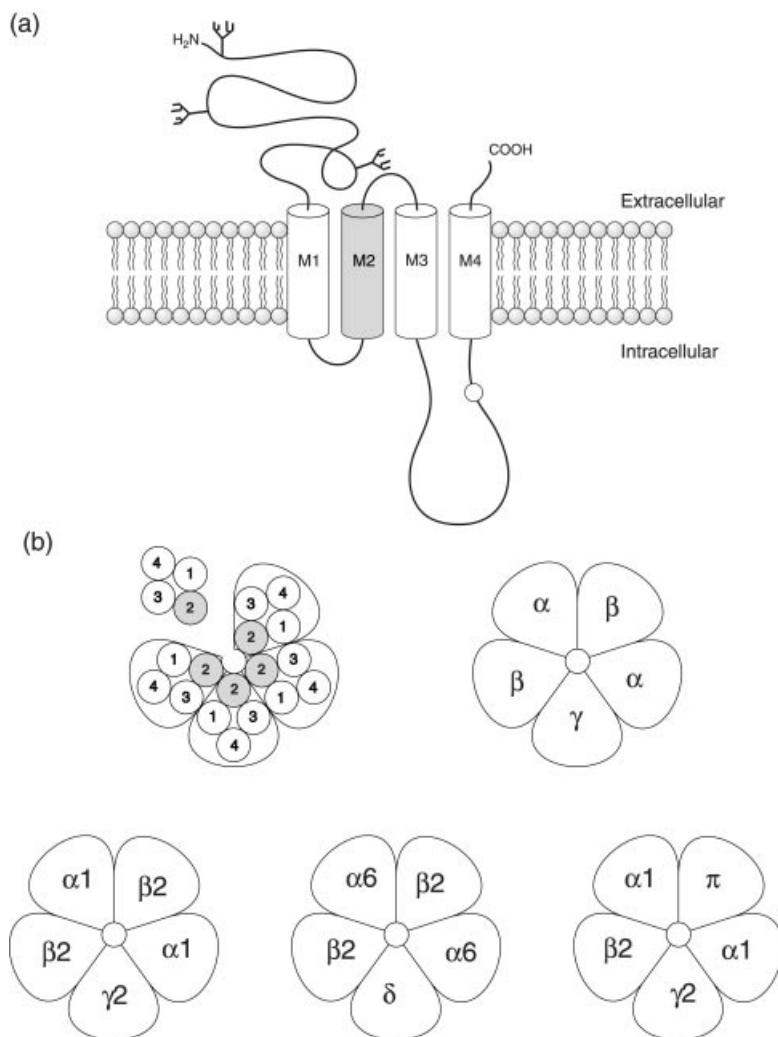 (a)
H₂N
COOH
Extracellular
M1 M2 M3 M4
Intracellular
(b)
4 1
3 2
3 4
2 1
1 2 2 3
4 3 2 1 4
1 3
4
α β
β α
γ
α1 β2
β2 α1
γ2
α6 β2
β2 α6
δ
α1 π
β2 α1
γ2